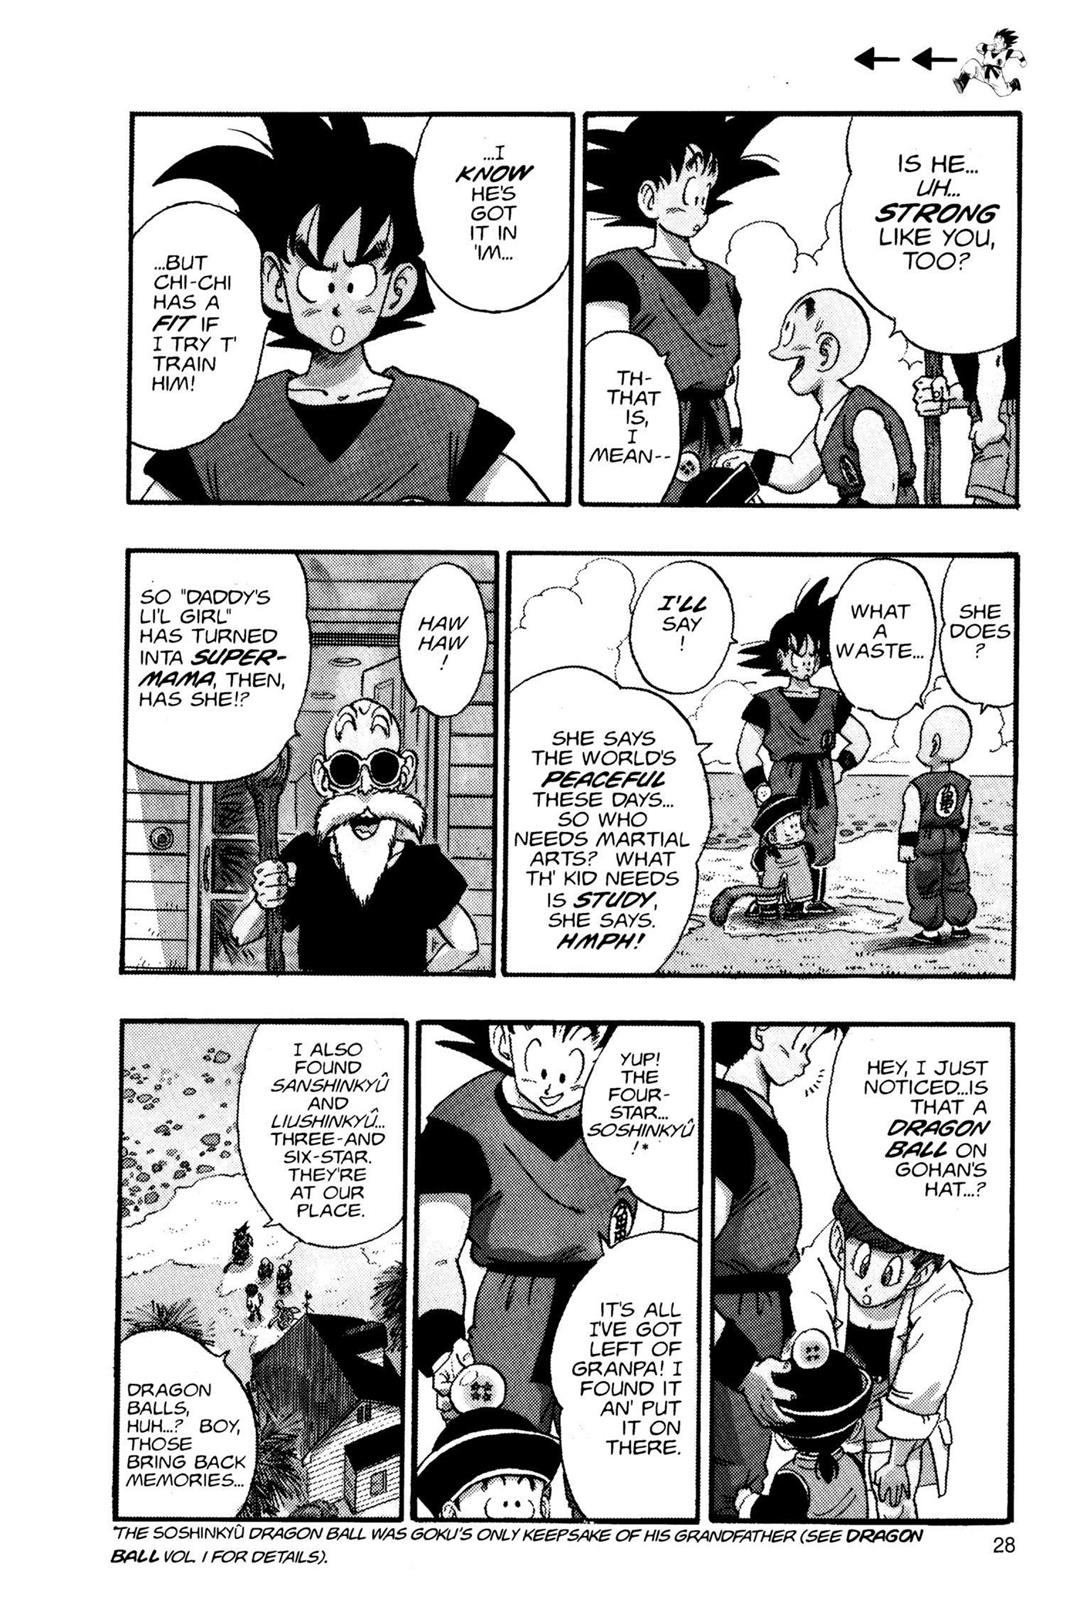 IS HE...
UH...
STRONG
LIKE YOU,
TOO?
TH-
THAT
IS,
I
MEAN--
...I
KNOW
HE'S
GOT
IT IN
'IM...
...BUT
CHI-CHI
HAS A
FIT IF
I TRY T'
TRAIN
HIM!
SHE
DOES
?
WHAT
A
WASTE...
I'LL
SAY
!
SHE SAYS
THE WORLD'S
PEACEFUL
THESE DAYS...
SO WHO
NEEDS MARTIAL
ARTS? WHAT
TH' KID NEEDS
IS STUDY,
SHE SAYS.
HMPH!
HAW
HAW
!
SO "DADDY'S
LI'L GIRL"
HAS TURNED
INTA SUPER-
MAMA, THEN,
HAS SHE!?
HEY, I JUST
NOTICED...IS
THAT A
DRAGON
BALL ON
GOHAN'S
HAT...?
YUP!
THE
FOUR-
STAR...
SOSHINKYÛ
!*
IT'S ALL
I'VE GOT
LEFT OF
GRANPA! I
FOUND IT
AN' PUT
IT ON
THERE.
I ALSO
FOUND
SANSHINKYÛ
AND
LIUSHINKYÛ...
THREE-AND
SIX-STAR.
THEY'RE
AT OUR
PLACE.
DRAGON
BALLS,
HUH...? BOY,
THOSE
BRING BACK
MEMORIES...
*THE SOSHINKYÛ DRAGON BALL WAS GOKU'S ONLY KEEPSAKE OF HIS GRANDFATHER (SEE DRAGON
BALL VOL. 1 FOR DETAILS).
28